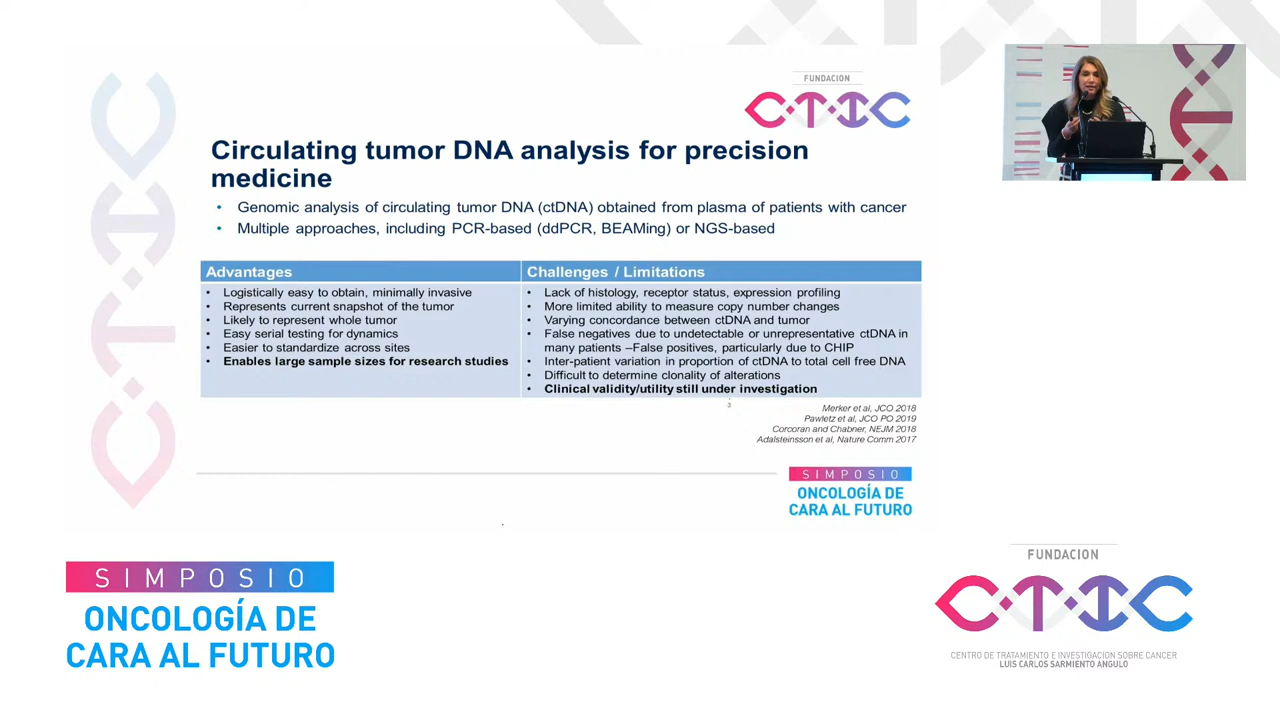 FUNDACION
CTIC
Circulating tumor DNA analysis for precision
medicine
• Genomic analysis of circulating tumor DNA (ctDNA) obtained from plasma of patients with cancer
• Multiple approaches, including PCR-based (ddPCR, BEAMing) or NGS-based
Advantages
• Logistically easy to obtain, minimally invasive
• Represents current snapshot of the tumor
• Likely to represent whole tumor
• Easy serial testing for dynamics
• Easier to standardize across sites
• Enables large sample sizes for research studies
Challenges / Limitations
• Lack of histology, receptor status, expression profiling
• More limited ability to measure copy number changes
• Varying concordance between ctDNA and tumor
• False negatives due to undetectable or unrepresentative ctDNA in
many patients –False positives, particularly due to CHIP
• Inter-patient variation in proportion of ctDNA to total cell free DNA
• Difficult to determine clonality of alterations
• Clinical validity/utility still under investigation
Merker et al, JCO 2018
Pawletz et al, JCO PO 2019
Corcoran and Chabner, NEJM 2018
Adalsteinsson et al, Nature Comm 2017
SIMPOSIO
ONCOLOGÍA DE
CARA AL FUTURO
CTIC
SIMPOSIO
ONCOLOGÍA DE
CARA AL FUTURO
FUNDACION
CTIC
CENTRO DE TRATAMIENTO E INVESTIGACION SOBRE CANCER
LUIS CARLOS SARMIENTO ANGULO